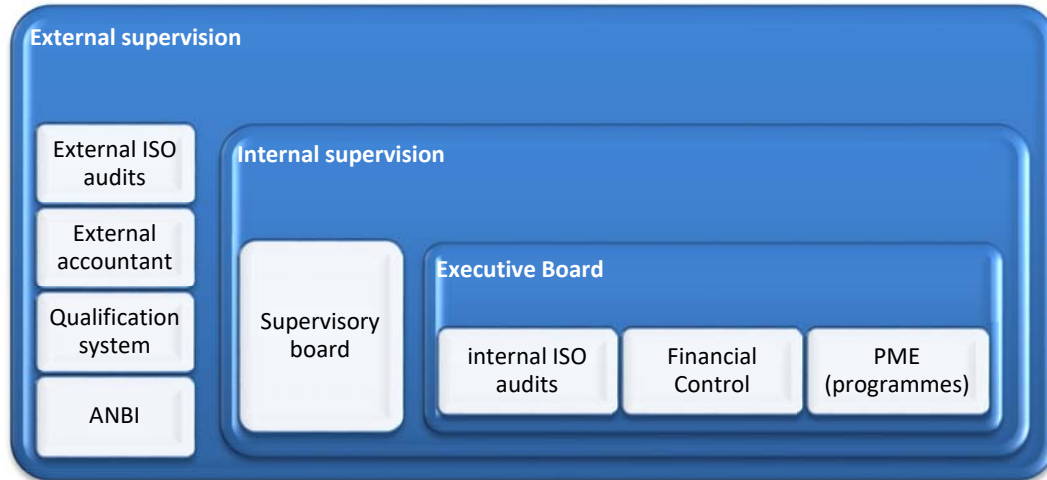 External supervision
External ISO
audits
External
accountant
Qualification
system
ANBI
Internal supervision
Supervisory
board
Executive Board
internal ISO
audits
Financial
Control
PME
(programmes)